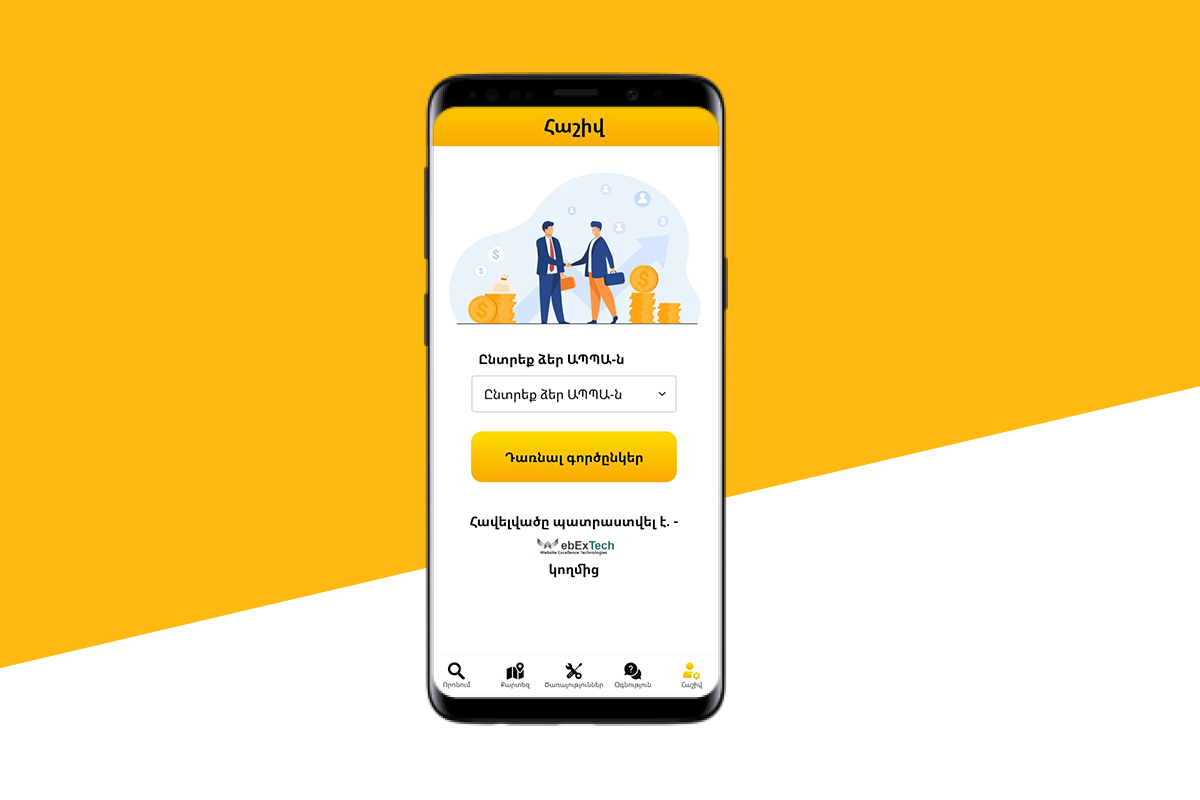 Հաշիվ
Ընտրեք ձեր ԱՊՊԱ-ն
Ընտրեք ձեր ԱՊՊԱ-ն
Դառնալ գործընկեր
Հավելվածը պատրաստվել է. -
ebExTech
Website Excellence Technologies
կողմից
Որոնում Քարտեզ Ծառայություններ Օգնություն Հաշիվ